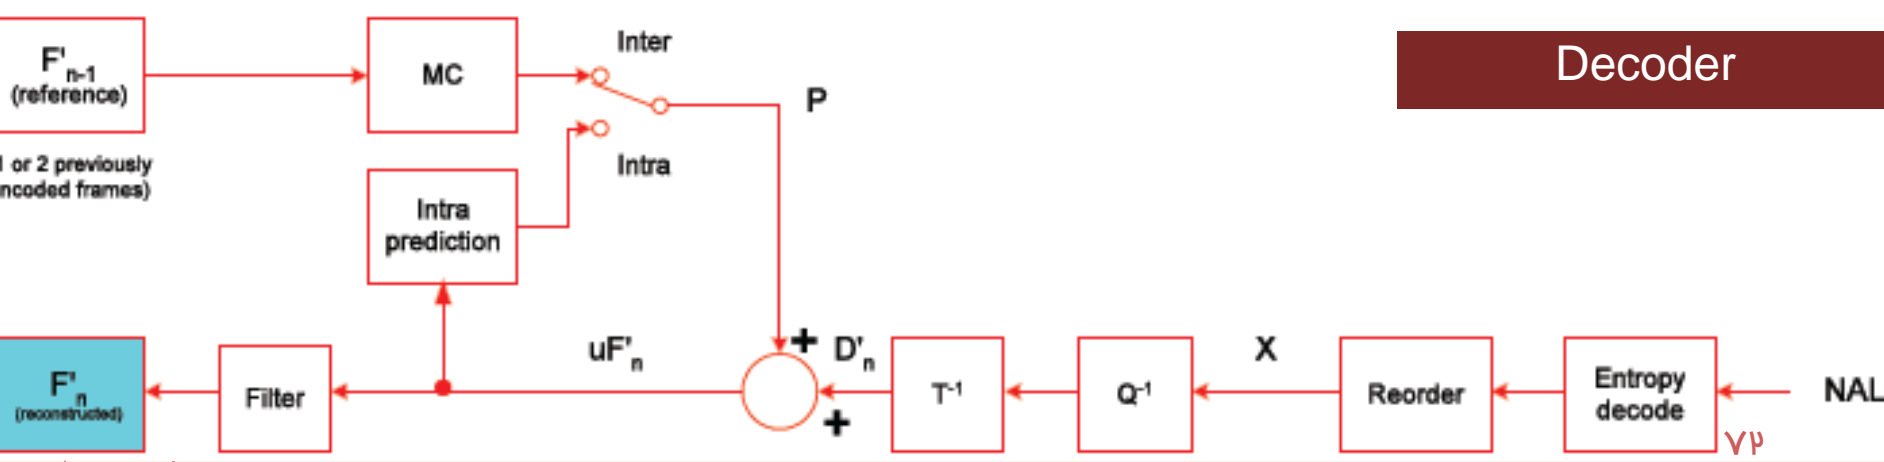 Decoder
F'n-1
(reference)
MC
Inter
P
1 or 2 previously
ncoded frames)
Intra
Intra
prediction
F'n
(reconstructed)
Filter
uF'n
+
D'n
+
T-1
Q-1
X
Reorder
Entropy
decode
NAL
۷۲